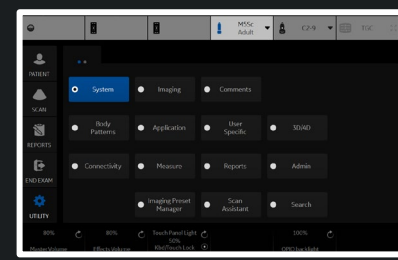 M5Sc
Adult
C2-9
TDC
PATIENT
SCAN
REPORTS
END EXAM
UTILITY
System
Imaging
Comments
Body
Patterns
Application
User
Specific
3D/4D
Connectivity
Measure
Reports
Admin
Imaging Preset
Manager
Scan
Assistant
Search
80%
Master Volume
80%
Effects Volume
Touch Panel Light
50%
Kbd/Touch Lock
100%
OPIO backlight